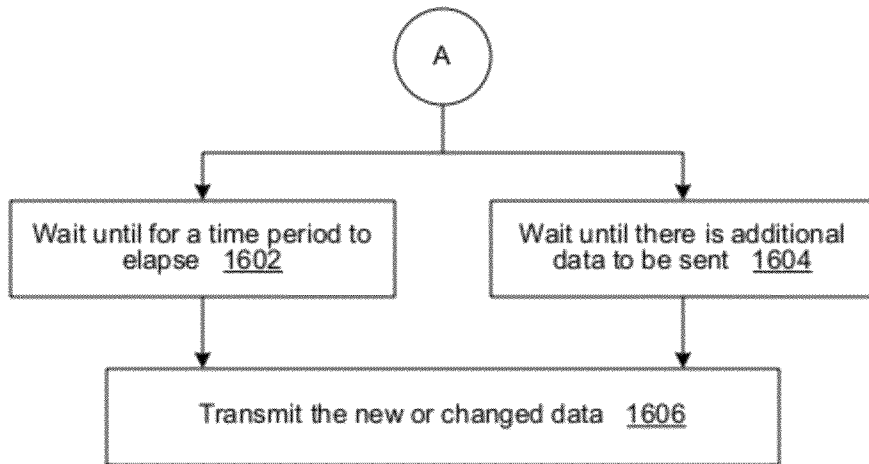 A
Wait until for a time period to
elapse 1602
Wait until there is additional
data to be sent 1604
Transmit the new or changed data 1606